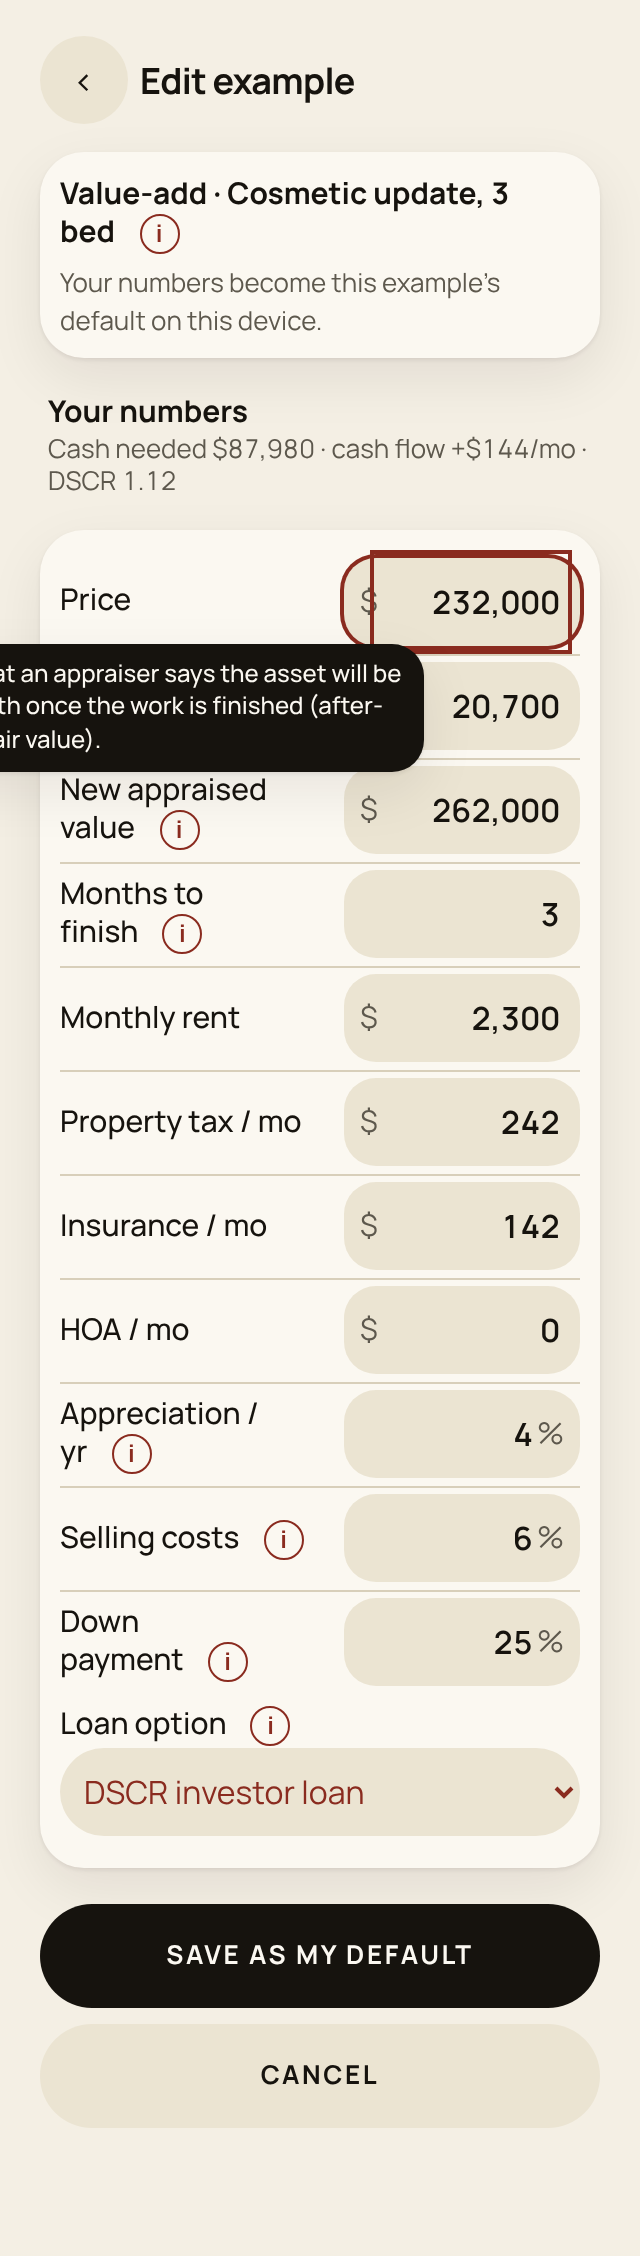 Edit example
Value-add · Cosmetic update, 3
bed i
Your numbers become this example's
default on this device.
Your numbers
Cash needed $87,980 · cash flow +$144/mo ·
DSCR 1.12
Price $ 232,000
at an appraiser says the asset will be
th once the work is finished (after-
air value).
20,700
New appraised
value i $ 262,000
Months to
finish i 3
Monthly rent $ 2,300
Property tax / mo $ 242
Insurance / mo $ 142
HOA / mo $ 0
Appreciation /
yr i 4 %
Selling costs i 6 %
Down
payment i 25 %
Loan option i
DSCR investor loan
SAVE AS MY DEFAULT
CANCEL